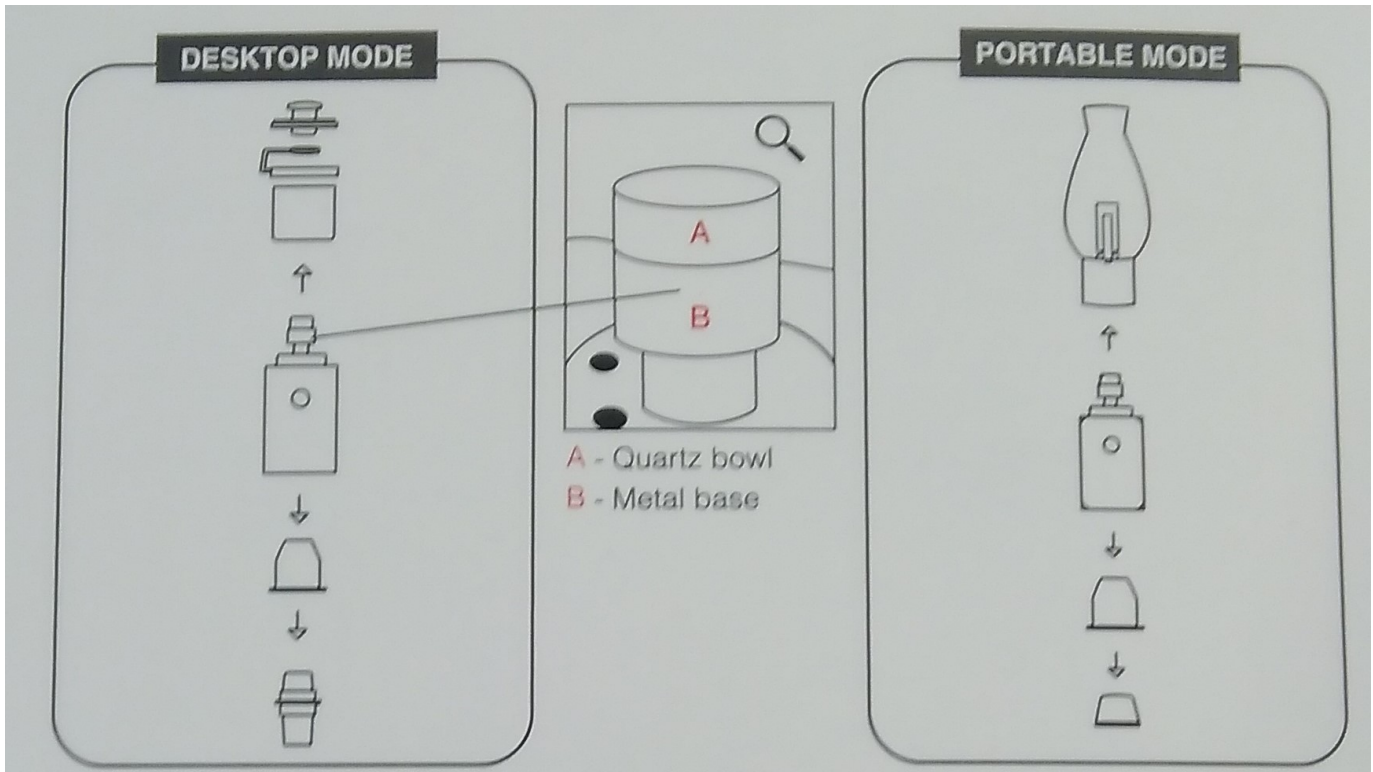 DESKTOP MODE
PORTABLE MODE
A
B
A - Quartz bowl
B - Metal base